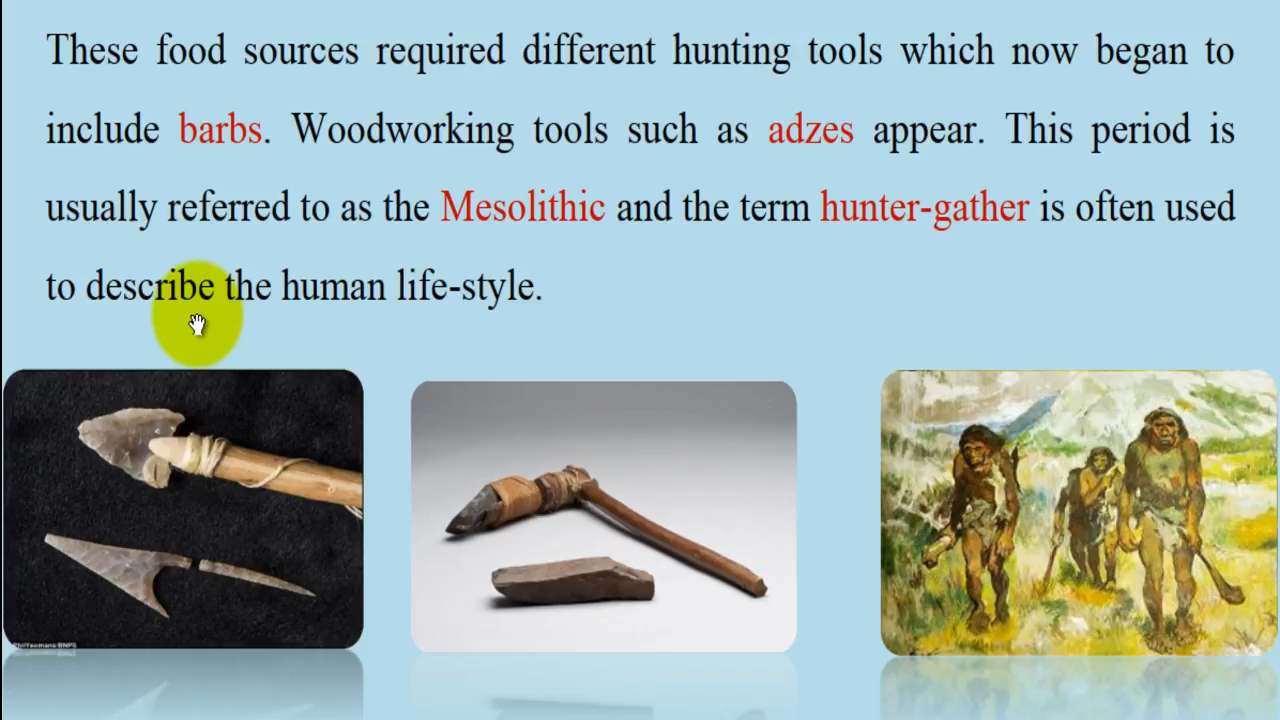 These food sources required different hunting tools which now began to
include barbs. Woodworking tools such as adzes appear. This period is
usually referred to as the Mesolithic and the term hunter-gather is often used
to describe the human life-style.
PhilYeomans/BNPS